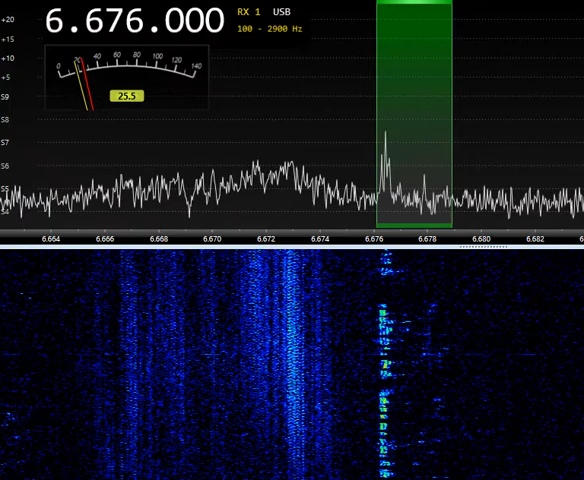 6.676.000
RX 1 USB
100 - 2900 Hz
+20
+15
+10
+5
S9
S8
S7
S6
S5
S4
0 20 40 60 80 100 120 140
25.5
6.664 6.666 6.668 6.670 6.672 6.674 6.676 6.678 6.680 6.682 6